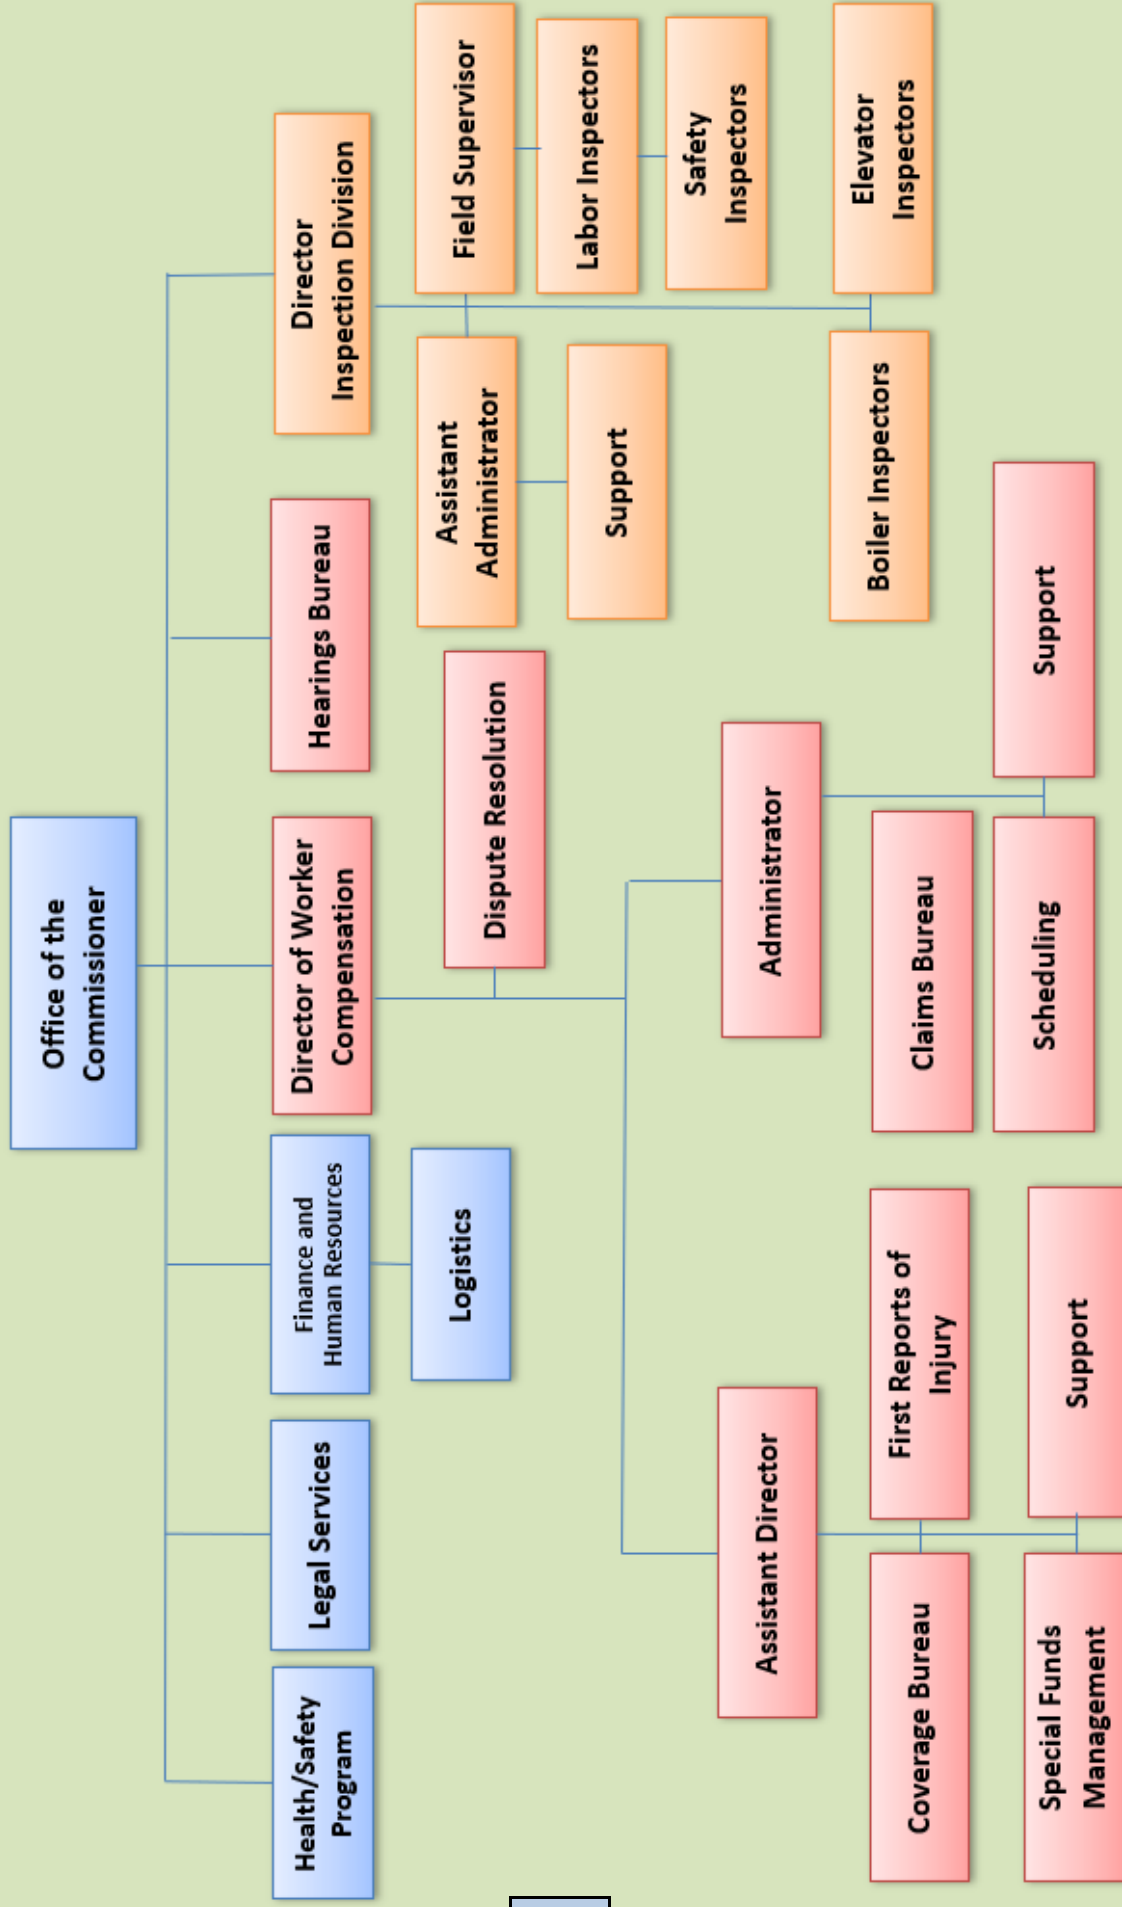 Office of the
Commissioner
Health/Safety
Program
Legal Services
Finance and
Human Resources
Director of Worker
Compensation
Hearings Bureau
Director
Inspection Division
Logistics
Dispute Resolution
Assistant
Administrator
Field Supervisor
Support
Labor Inspectors
Safety
Inspectors
Boiler Inspectors
Elevator
Inspectors
Assistant Director
Administrator
Coverage Bureau
First Reports of
Injury
Claims Bureau
Special Funds
Management
Support
Scheduling
Support